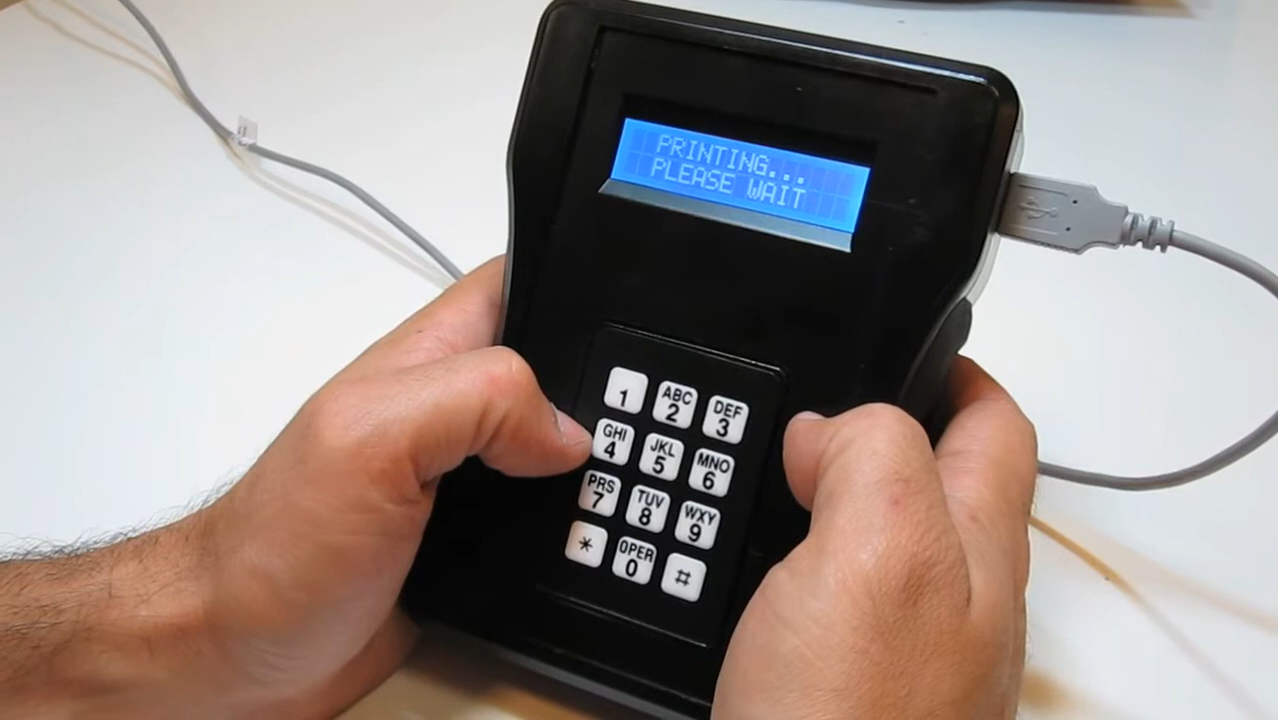 PRINTING...
PLEASE WAIT
1
ABC
2
DEF
3
GHI
4
JKL
5
MNO
6
PRS
7
TUV
8
WXY
9
*
OPER
0
#